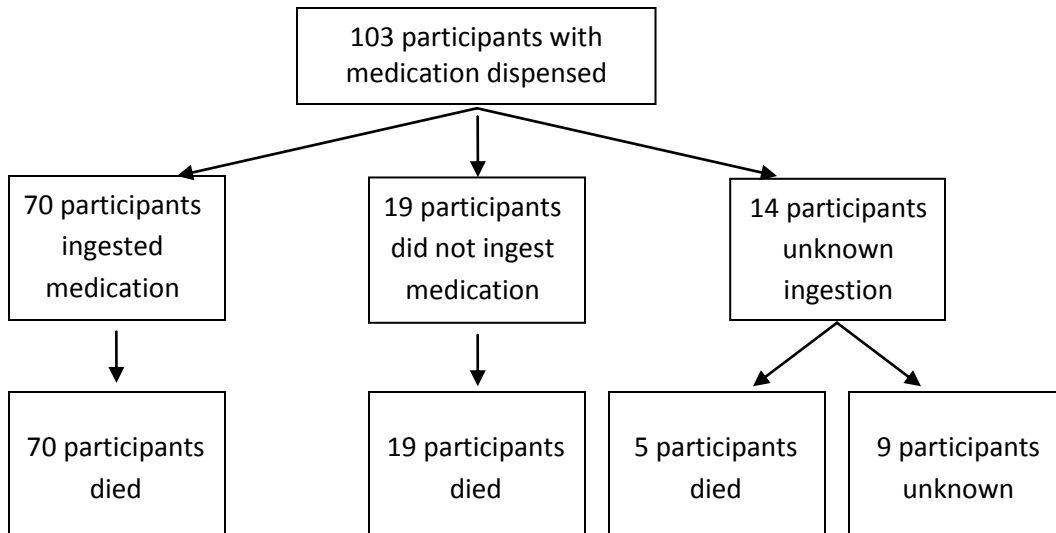 103 participants with
medication dispensed
70 participants
ingested
medication
19 participants
did not ingest
medication
14 participants
unknown
ingestion
70 participants
died
19 participants
died
5 participants
died
9 participants
unknown